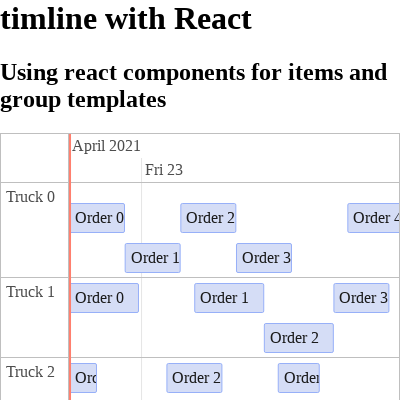 timline with React
Using react components for items and
group templates
April 2021
Fri 23
Truck 0
Order 0
Order 2
Order 4
Order 1
Order 3
Truck 1
Order 0
Order 1
Order 3
Order 2
Truck 2
Ord
Order 2
Order